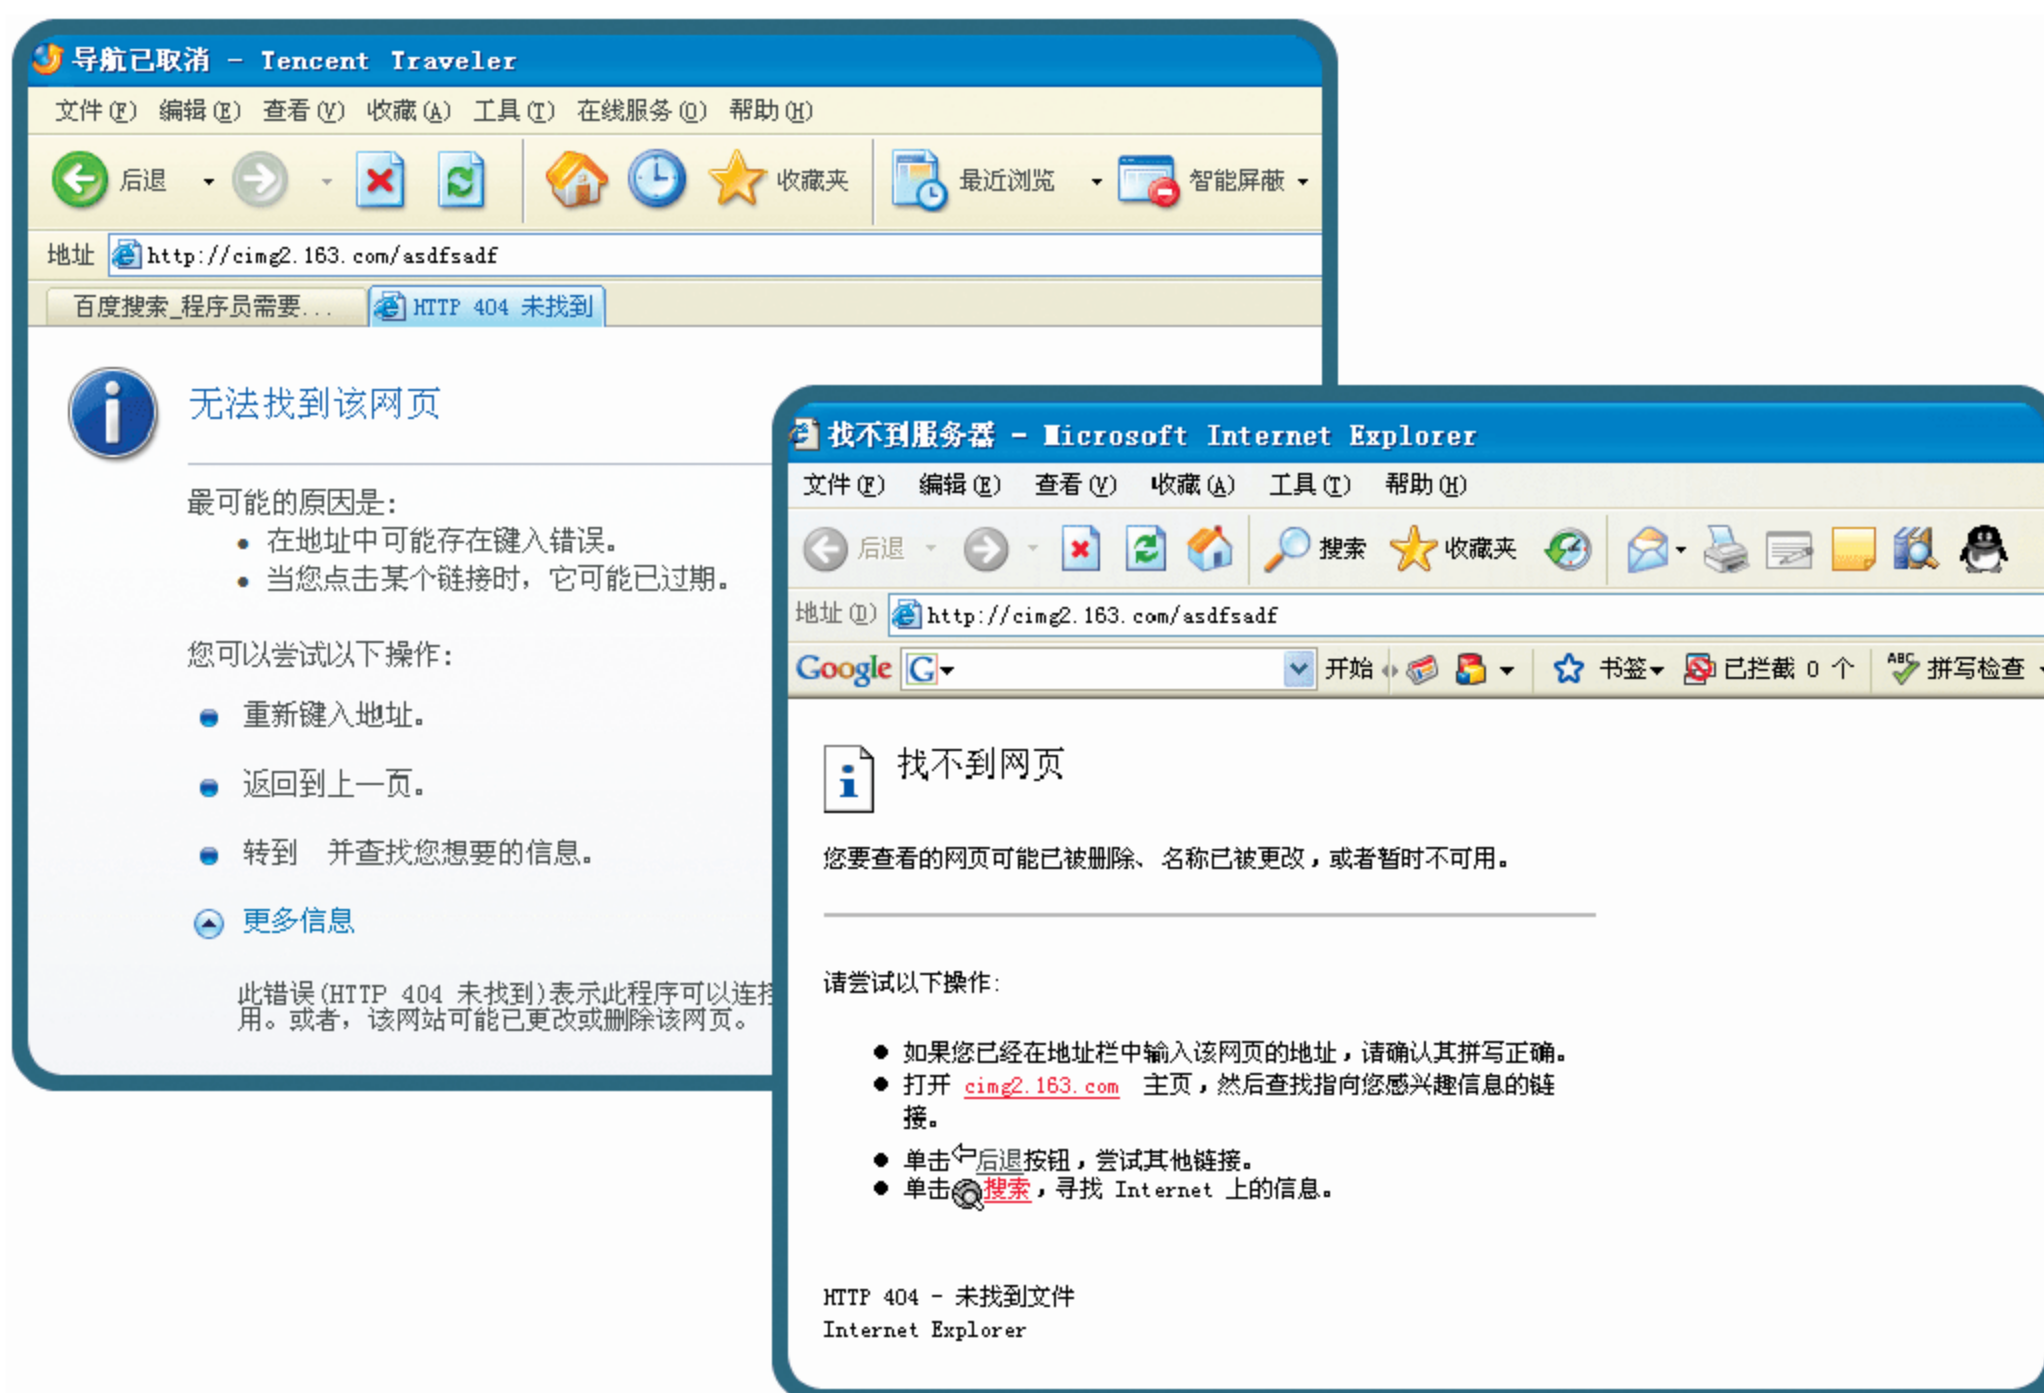 导航已取消 - Tencent Traveler
文件(F) 编辑(E) 查看(V) 收藏(A) 工具(T) 在线服务(O) 帮助(H)
后退 收藏夹 最近浏览 智能屏蔽
地址 http://cimg2.163.com/asdfsadf
百度搜索_程序员需要... HTTP 404 未找到
无法找到该网页
最可能的原因是:
• 在地址中可能存在键入错误。
• 当您点击某个链接时，它可能已过期。
您可以尝试以下操作:
重新键入地址。
返回到上一页。
转到 并查找您想要的信息。
更多信息
此错误(HTTP 404 未找到)表示此程序可以连接
用。或者，该网站可能已更改或删除该网页。
找不到服务器 - Microsoft Internet Explorer
文件(F) 编辑(E) 查看(V) 收藏(A) 工具(T) 帮助(H)
后退 搜索 收藏夹
地址(D) http://cimg2.163.com/asdfsadf
Google G 开始 书签 已拦截 0 个 ABC 拼写检查
找不到网页
您要查看的网页可能已被删除、名称已被更改，或者暂时不可用。
请尝试以下操作:
● 如果您已经在地址栏中输入该网页的地址，请确认其拼写正确。
● 打开 cimg2.163.com 主页，然后查找指向您感兴趣信息的链
接。
● 单击后退按钮，尝试其他链接。
● 单击搜索，寻找 Internet 上的信息。
HTTP 404 - 未找到文件
Internet Explorer